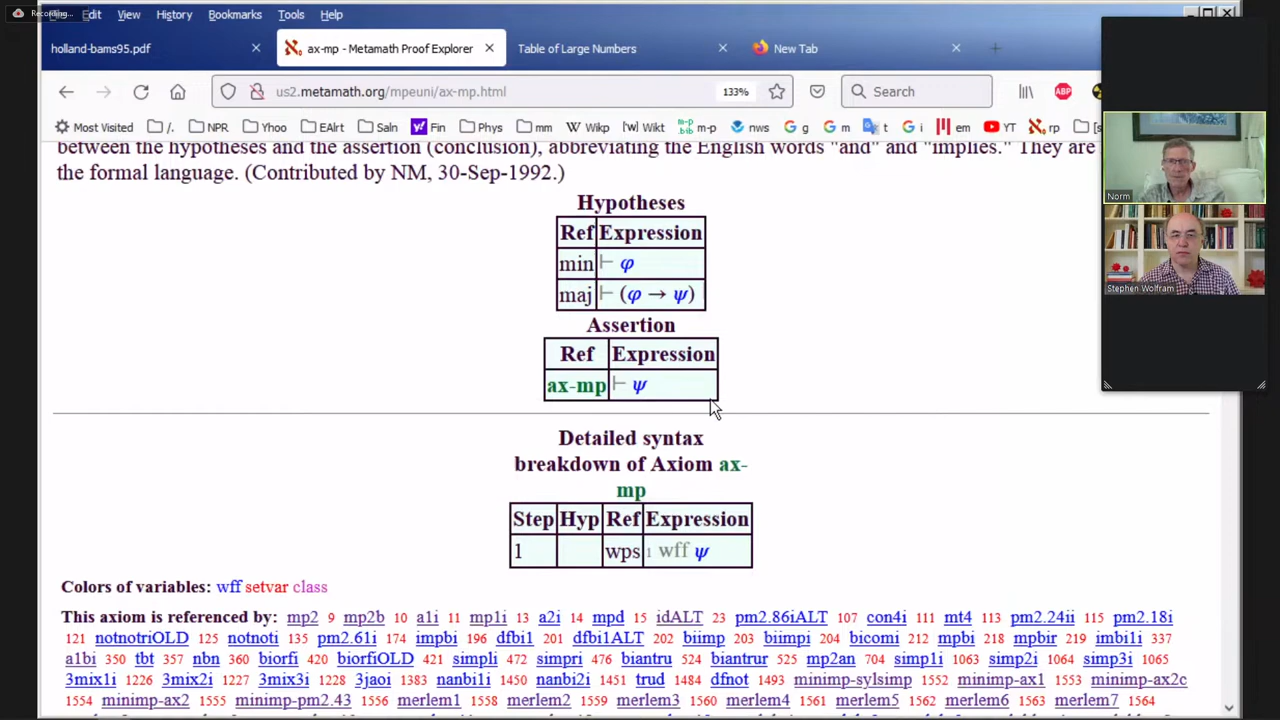 Recording...
Edit View History Bookmarks Tools Help
holland-bams95.pdf × ax-mp - Metamath Proof Explorer × Table of Large Numbers × New Tab × +
us2.metamath.org/mpeuni/ax-mp.html 133% Search ABP
Most Visited /. NPR Yhoo EAlrt Saln Fin Phys mm Wikp Wikt m-p nws g m t i em YT rp [s
between the hypotheses and the assertion (conclusion), abbreviating the English words "and" and "implies." They are
the formal language. (Contributed by NM, 30-Sep-1992.)
Hypotheses
Ref Expression
min ⊢ φ
maj ⊢ (φ → ψ)
Assertion
Ref Expression
ax-mp ⊢ ψ
Detailed syntax
breakdown of Axiom ax-
mp
Step Hyp Ref Expression
1 wps 1 wff ψ
Colors of variables: wff setvar class
This axiom is referenced by: mp2 9 mp2b 10 a1i 11 mp1i 13 a2i 14 mpd 15 idALT 23 pm2.86iALT 107 con4i 111 mt4 113 pm2.24ii 115 pm2.18i
121 notnotriOLD 125 notnoti 135 pm2.61i 174 impbi 196 dfbi1 201 dfbi1ALT 202 biimp 203 biimpi 204 bicomi 212 mpbi 218 mpbir 219 imbi1i 337
a1bi 350 tbt 357 nbn 360 biorfi 420 biorfiOLD 421 simpli 472 simpri 476 biantru 524 biantrur 525 mp2an 704 simp1i 1063 simp2i 1064 simp3i 1065
3mix1i 1226 3mix2i 1227 3mix3i 1228 3jaoi 1383 nanbi1i 1450 nanbi2i 1451 trud 1484 dfnot 1493 minimp-sylsimp 1552 minimp-ax1 1553 minimp-ax2c
1554 minimp-ax2 1555 minimp-pm2.43 1556 merlem1 1558 merlem2 1559 merlem3 1560 merlem4 1561 merlem5 1562 merlem6 1563 merlem7 1564
Norm
Stephen Wolfram